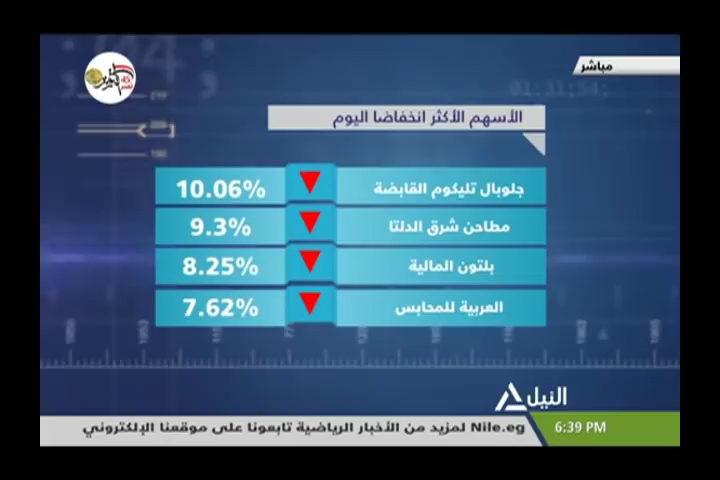 مباشر
الأسهم الأكثر انخفاضا اليوم
جلوبال تليكوم القابضة 10.06%
مطاحن شرق الدلتا 9.3%
بلتون المالية 8.25%
العربية للمحابس 7.62%
النيل
6:39 PM
Nile.eg لمزيد من الأخبار الرياضية تابعونا على موقعنا الإلكتروني